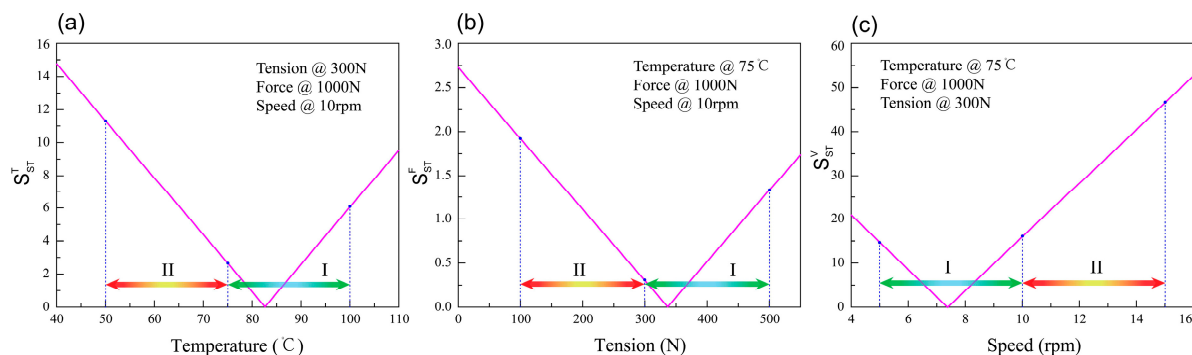 (a)
16
14
12
10
8
6
4
2
0
S^T_ST
Tension @ 300N
Force @ 1000N
Speed @ 10rpm
II
I
40 50 60 70 80 90 100 110
Temperature (℃)
(b)
3.0
2.5
2.0
1.5
1.0
0.5
0.0
S^F_ST
Temperature @ 75℃
Force @ 1000N
Speed @ 10rpm
II
I
0 100 200 300 400 500
Tension (N)
(c)
60
50
40
30
20
10
0
S^V_ST
Temperature @ 75℃
Force @ 1000N
Tension @ 300N
I
II
4 6 8 10 12 14 16
Speed (rpm)